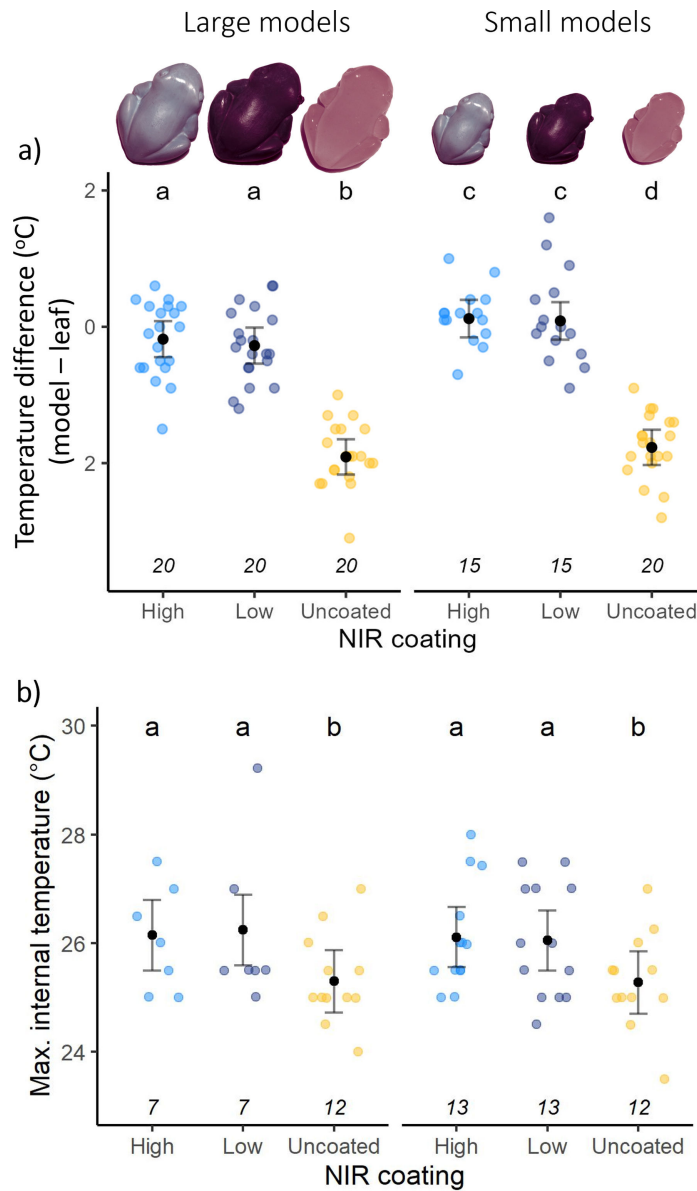 Large models Small models
a)
2 a a b c c d
0
2
Temperature difference (°C)
(model – leaf)
20 20 20 15 15 20
High Low Uncoated High Low Uncoated
NIR coating
b)
30 a a b a a b
28
26
24
Max. internal temperature (°C)
7 7 12 13 13 12
High Low Uncoated High Low Uncoated
NIR coating